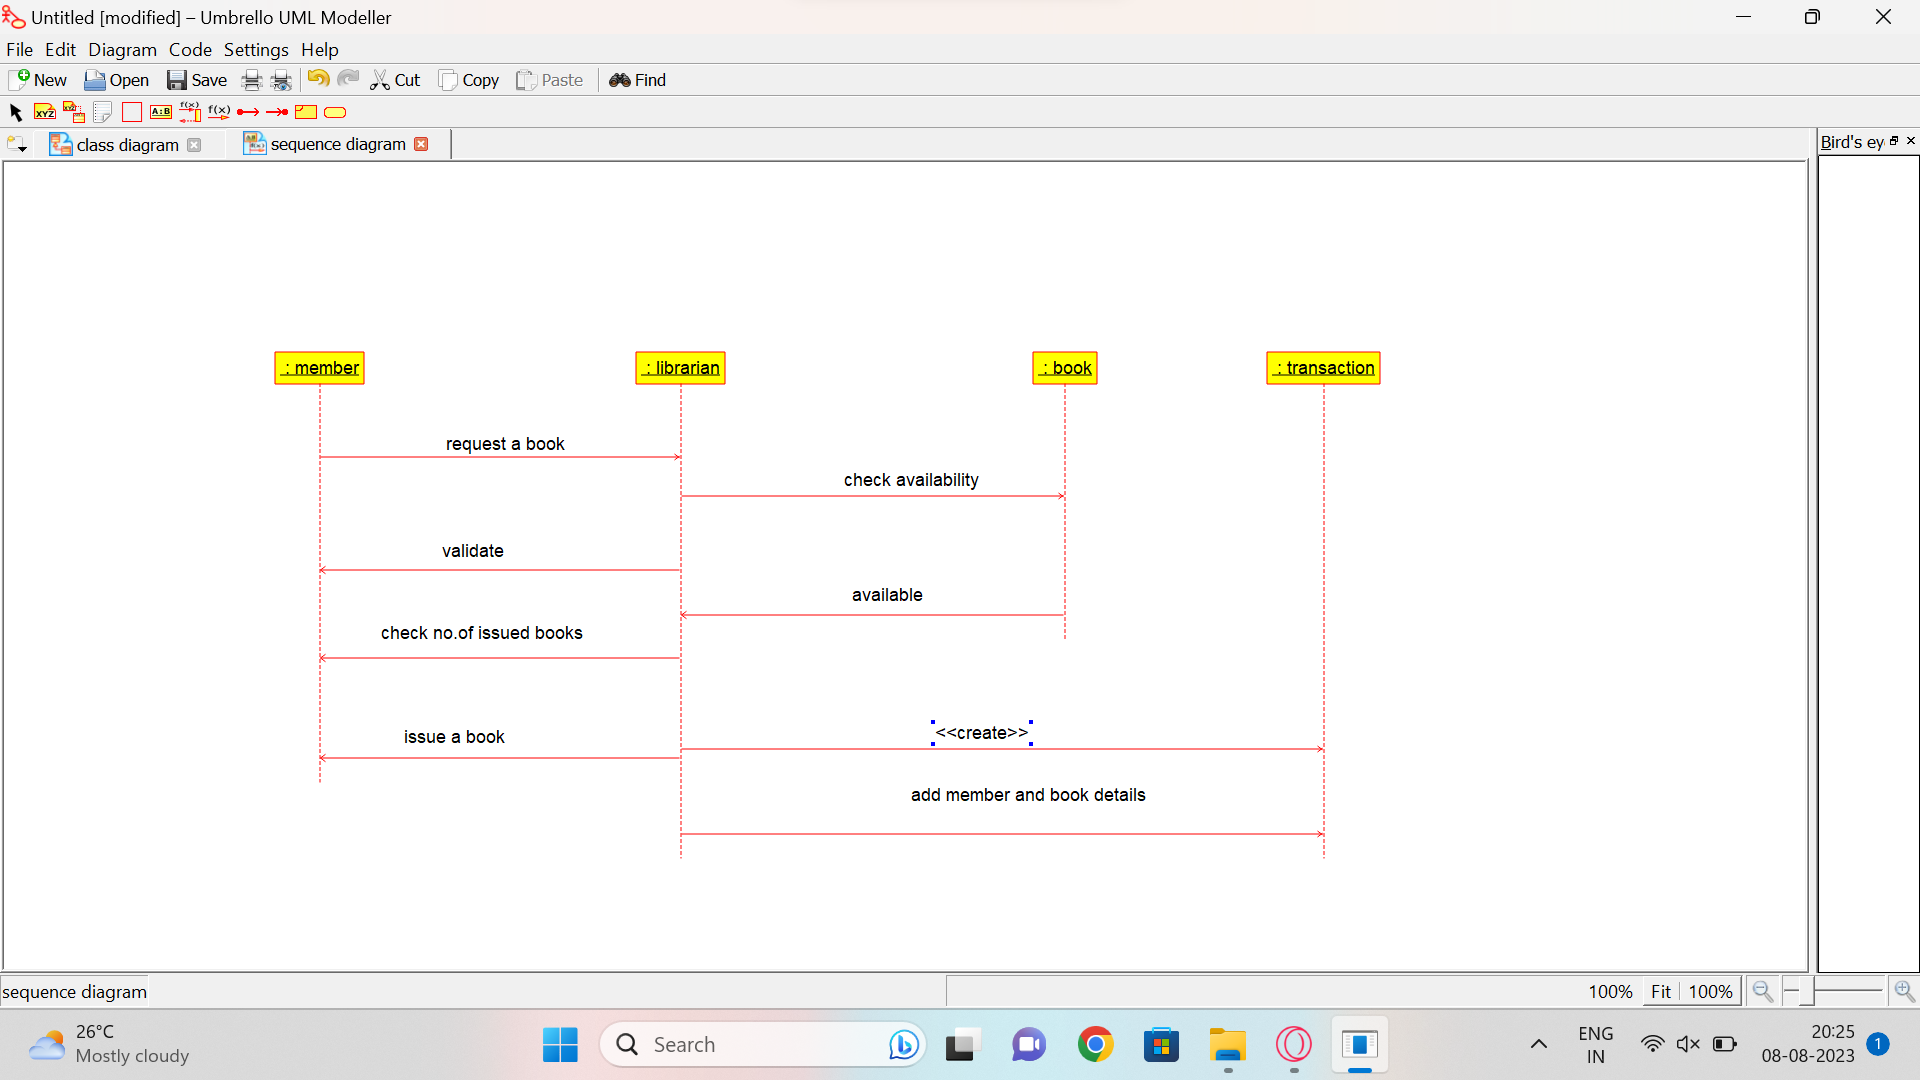 Untitled [modified] – Umbrello UML Modeller
File Edit Diagram Code Settings Help
New Open Save Cut Copy Paste Find
XYZ XYZ A:B f(x) f(x)
class diagram sequence diagram
Bird's ey
: member : librarian : book : transaction
request a book
check availability
validate
available
check no.of issued books
issue a book <<create>>
add member and book details
sequence diagram 100% Fit 100%
26°C
Mostly cloudy
Search
ENG
IN
20:25
08-08-2023
1